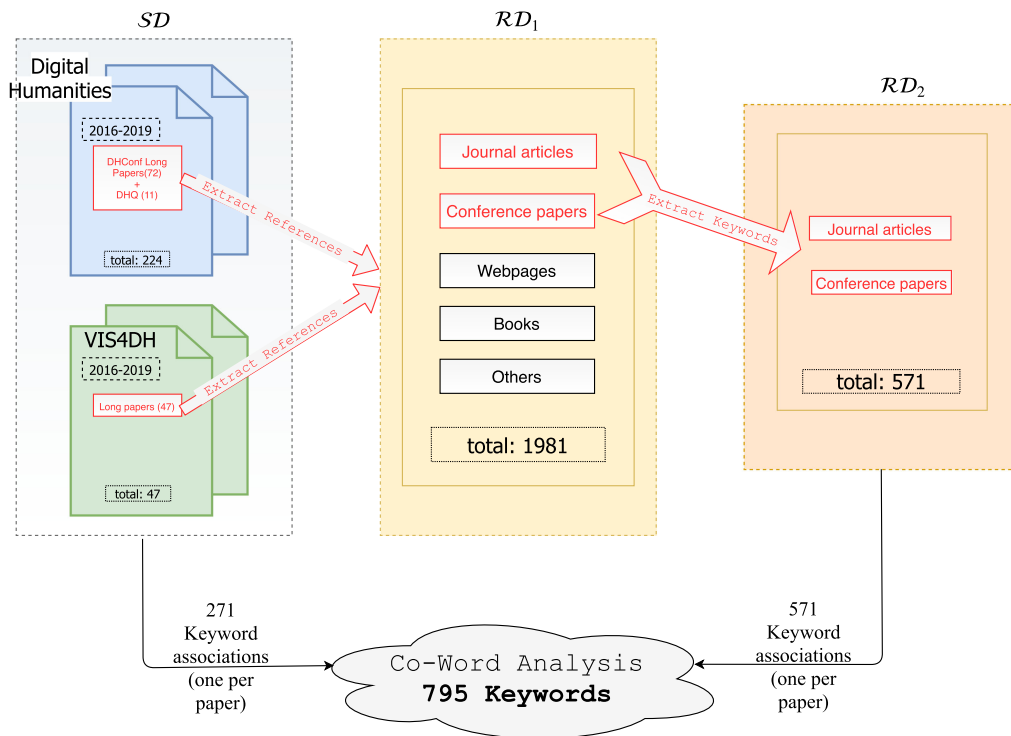 SD
Digital
Humanities
2016-2019
DHConf Long
Papers(72)
+
DHQ (11)
total: 224
VIS4DH
2016-2019
Long papers (47)
total: 47
Extract References
Extract References
RD1
Journal articles
Conference papers
Webpages
Books
Others
total: 1981
Extract Keywords
RD2
Journal articles
Conference papers
total: 571
271
Keyword
associations
(one per
paper)
Co-Word Analysis
795 Keywords
571
Keyword
associations
(one per
paper)